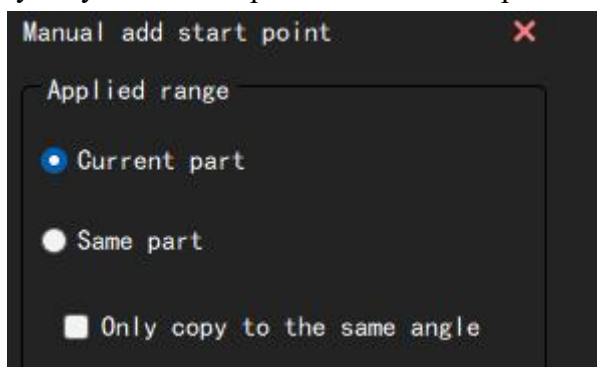 Manual add start point
Applied range
Current part
Same part
Only copy to the same angle